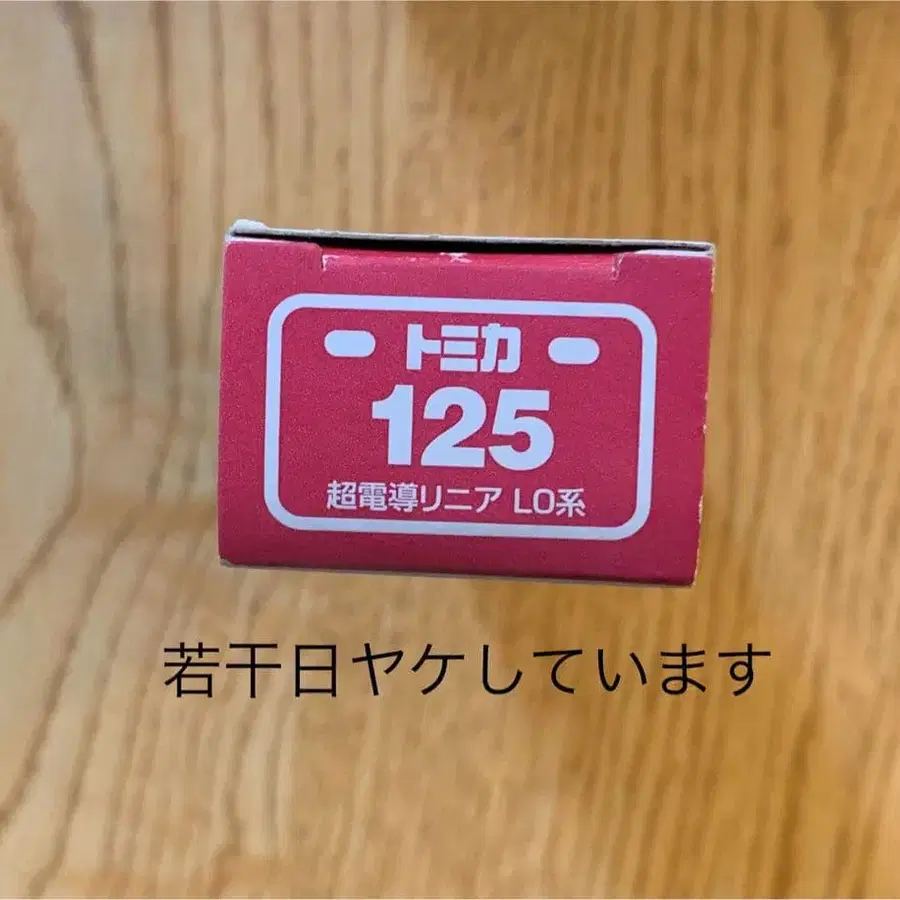 トミカ
125
超電導リニア L0系
若干日ヤケしています